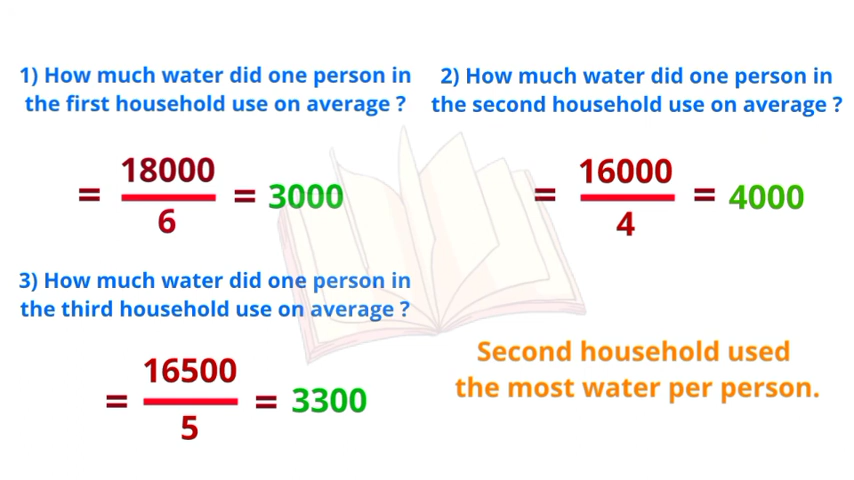 1) How much water did one person in
the first household use on average ?
= 18000
6
= 3000
2) How much water did one person in
the second household use on average ?
= 16000
4
= 4000
3) How much water did one person in
the third household use on average ?
= 16500
5
= 3300
Second household used
the most water per person.